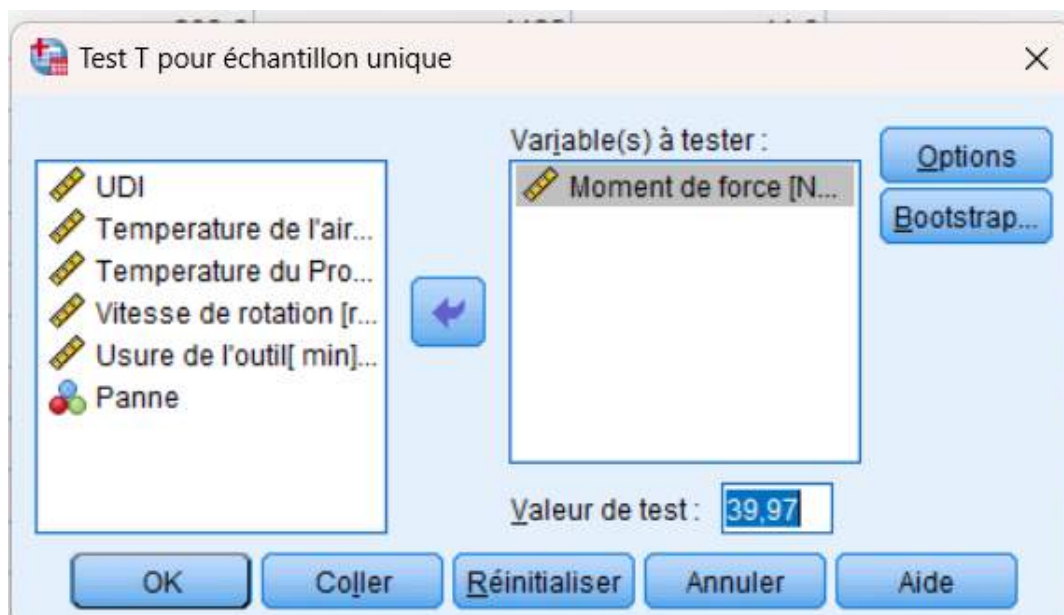 Test T pour échantillon unique
Variable(s) à tester :
UDI
Temperature de l'air...
Temperature du Pro...
Vitesse de rotation [r...
Usure de l'outil[ min]...
Panne
Moment de force [N...
Options
Bootstrap...
Valeur de test : 39,97
OK
Coller
Réinitialiser
Annuler
Aide